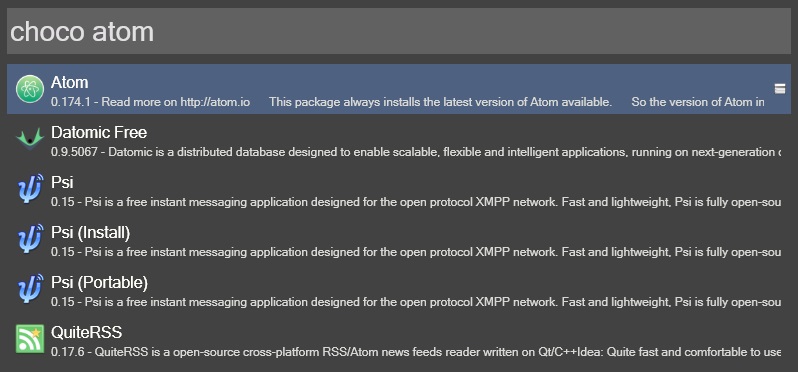 choco atom
Atom
0.174.1 - Read more on http://atom.io This package always installs the latest version of Atom available. So the version of Atom in
Datomic Free
0.9.5067 - Datomic is a distributed database designed to enable scalable, flexible and intelligent applications, running on next-generation c
Psi
0.15 - Psi is a free instant messaging application designed for the open protocol XMPP network. Fast and lightweight, Psi is fully open-sou
Psi (Install)
0.15 - Psi is a free instant messaging application designed for the open protocol XMPP network. Fast and lightweight, Psi is fully open-sou
Psi (Portable)
0.15 - Psi is a free instant messaging application designed for the open protocol XMPP network. Fast and lightweight, Psi is fully open-sou
QuiteRSS
0.17.6 - QuiteRSS is a open-source cross-platform RSS/Atom news feeds reader written on Qt/C++Idea: Quite fast and comfortable to use